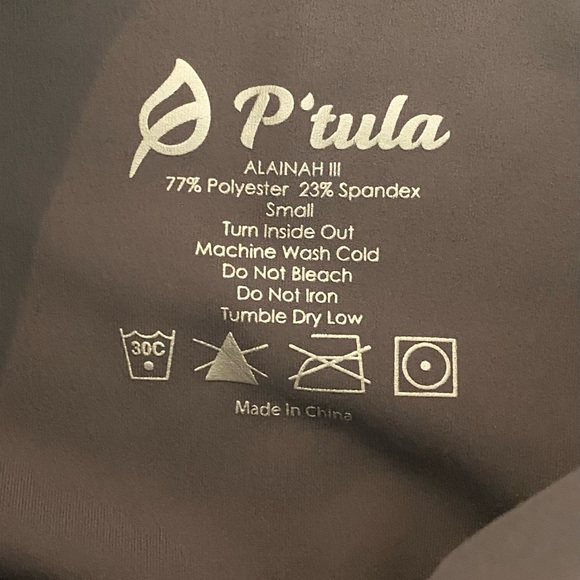 P'tula
ALAINAH III
77% Polyester 23% Spandex
Small
Turn Inside Out
Machine Wash Cold
Do Not Bleach
Do Not Iron
Tumble Dry Low
30C
Made in China